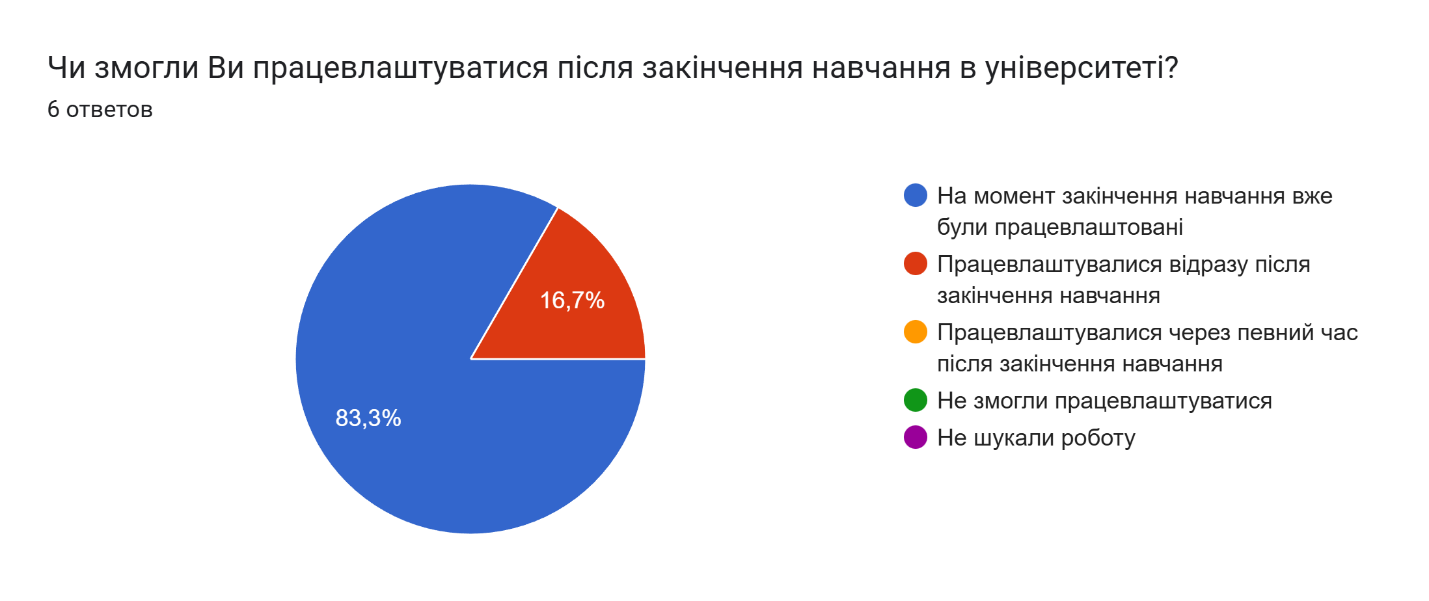 Чи змогли Ви працевлаштуватися після закінчення навчання в університеті?
6 ответов
16,7%
83,3%
На момент закінчення навчання вже
були працевлаштовані
Працевлаштувалися відразу після
закінчення навчання
Працевлаштувалися через певний час
після закінчення навчання
Не змогли працевлаштуватися
Не шукали роботу